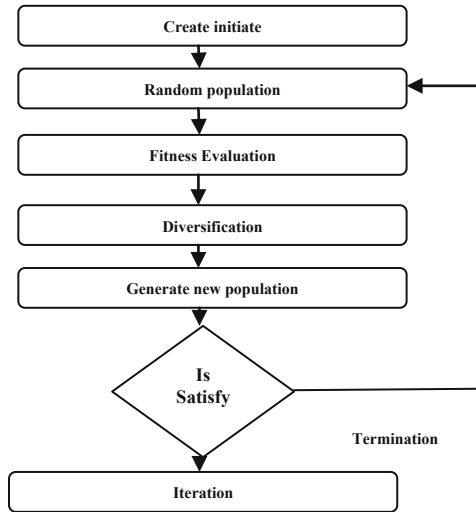 Create initiate
Random population
Fitness Evaluation
Diversification
Generate new population
Is
Satisfy
Termination
Iteration